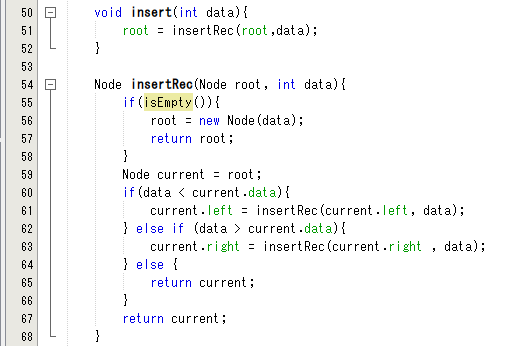 50 void insert(int data){
51 root = insertRec(root,data);
52 }
53
54 Node insertRec(Node root, int data){
55 if(isEmpty()){
56 root = new Node(data);
57 return root;
58 }
59 Node current = root;
60 if(data < current.data){
61 current.left = insertRec(current.left, data);
62 } else if (data > current.data){
63 current.right = insertRec(current.right , data);
64 } else {
65 return current;
66 }
67 return current;
68 }